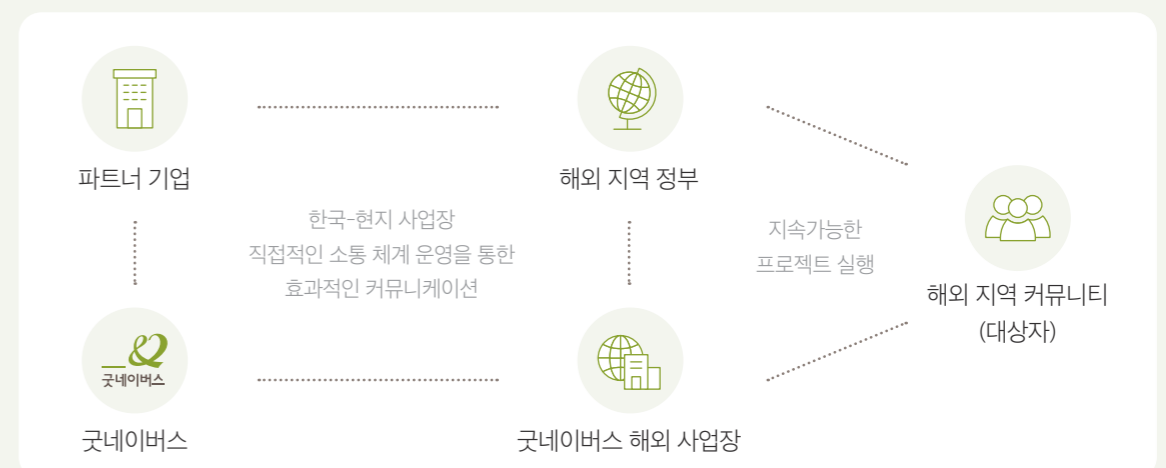 파트너 기업
해외 지역 정부
한국-현지 사업장
직접적인 소통 체계 운영을 통한
효과적인 커뮤니케이션
지속가능한
프로젝트 실행
해외 지역 커뮤니티
(대상자)
굿네이버스
굿네이버스
굿네이버스 해외 사업장